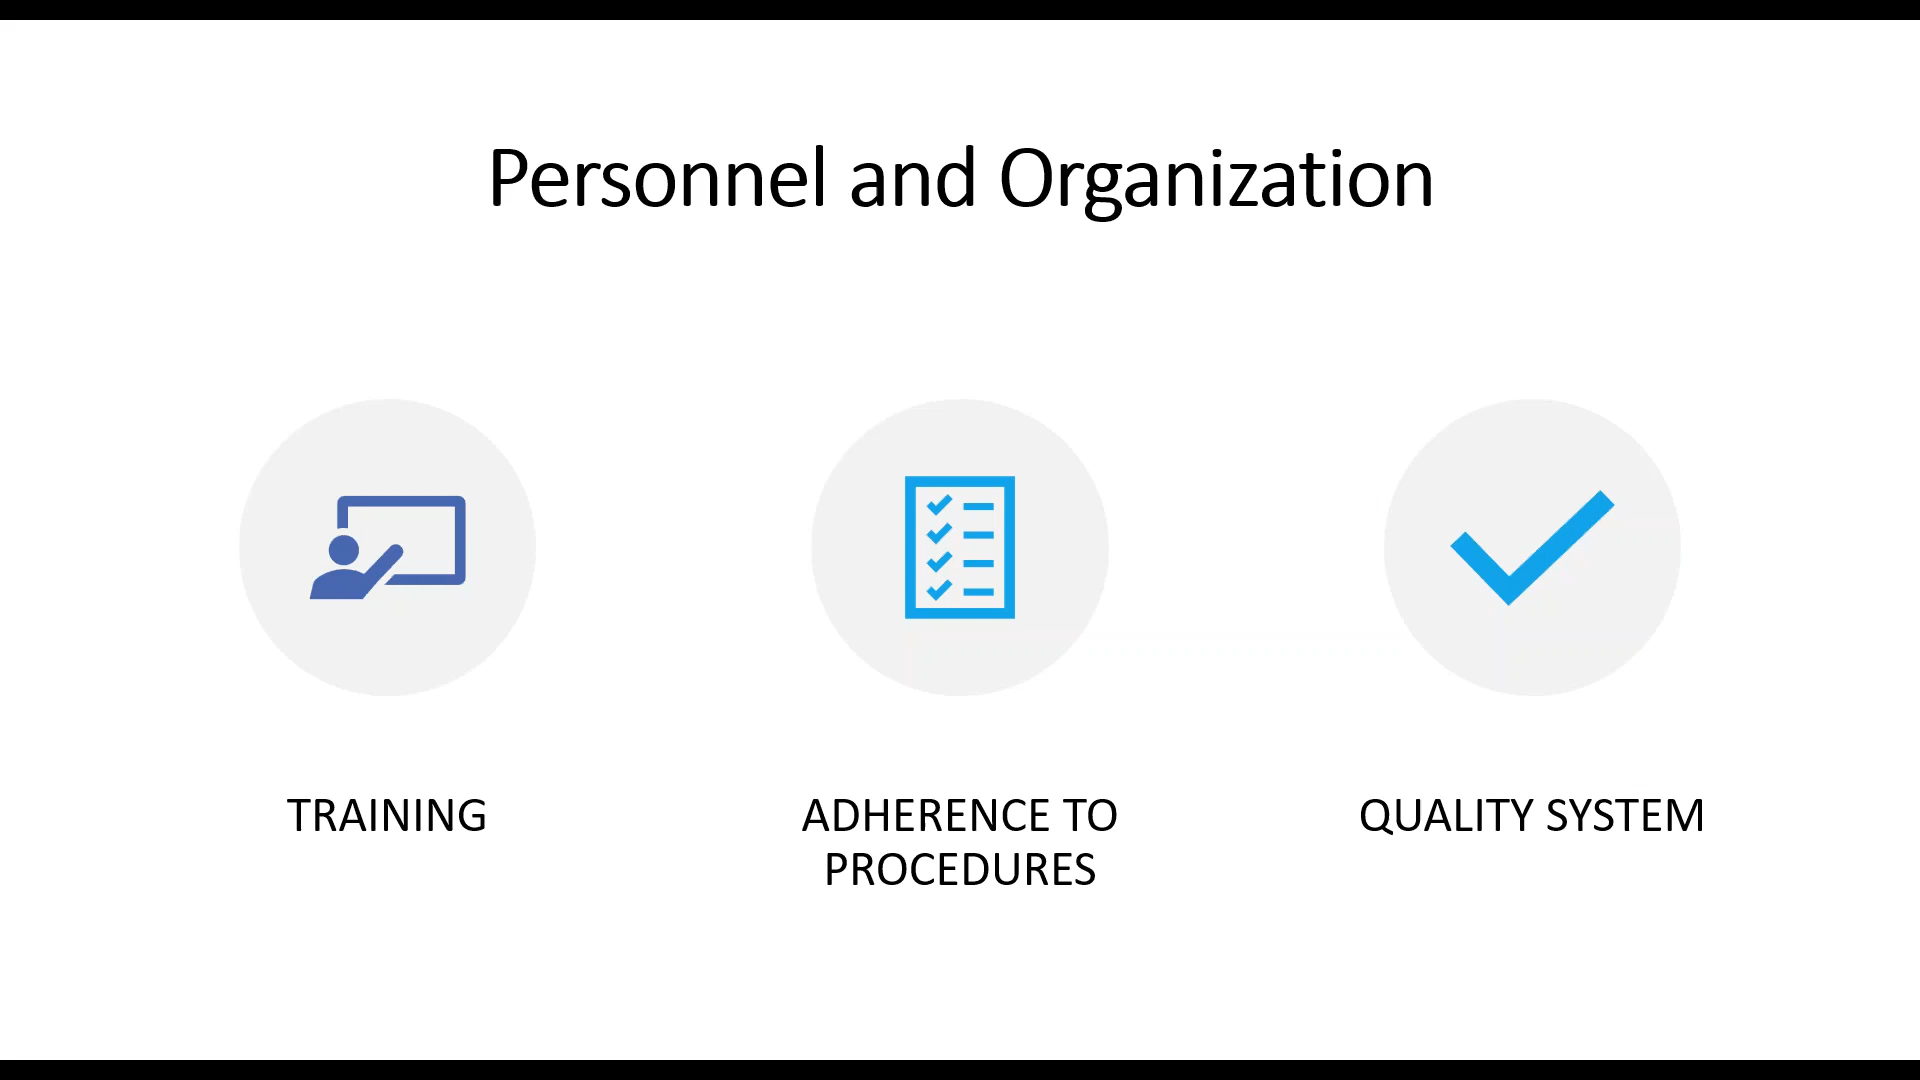 Personnel and Organization
TRAINING
ADHERENCE TO
PROCEDURES
QUALITY SYSTEM